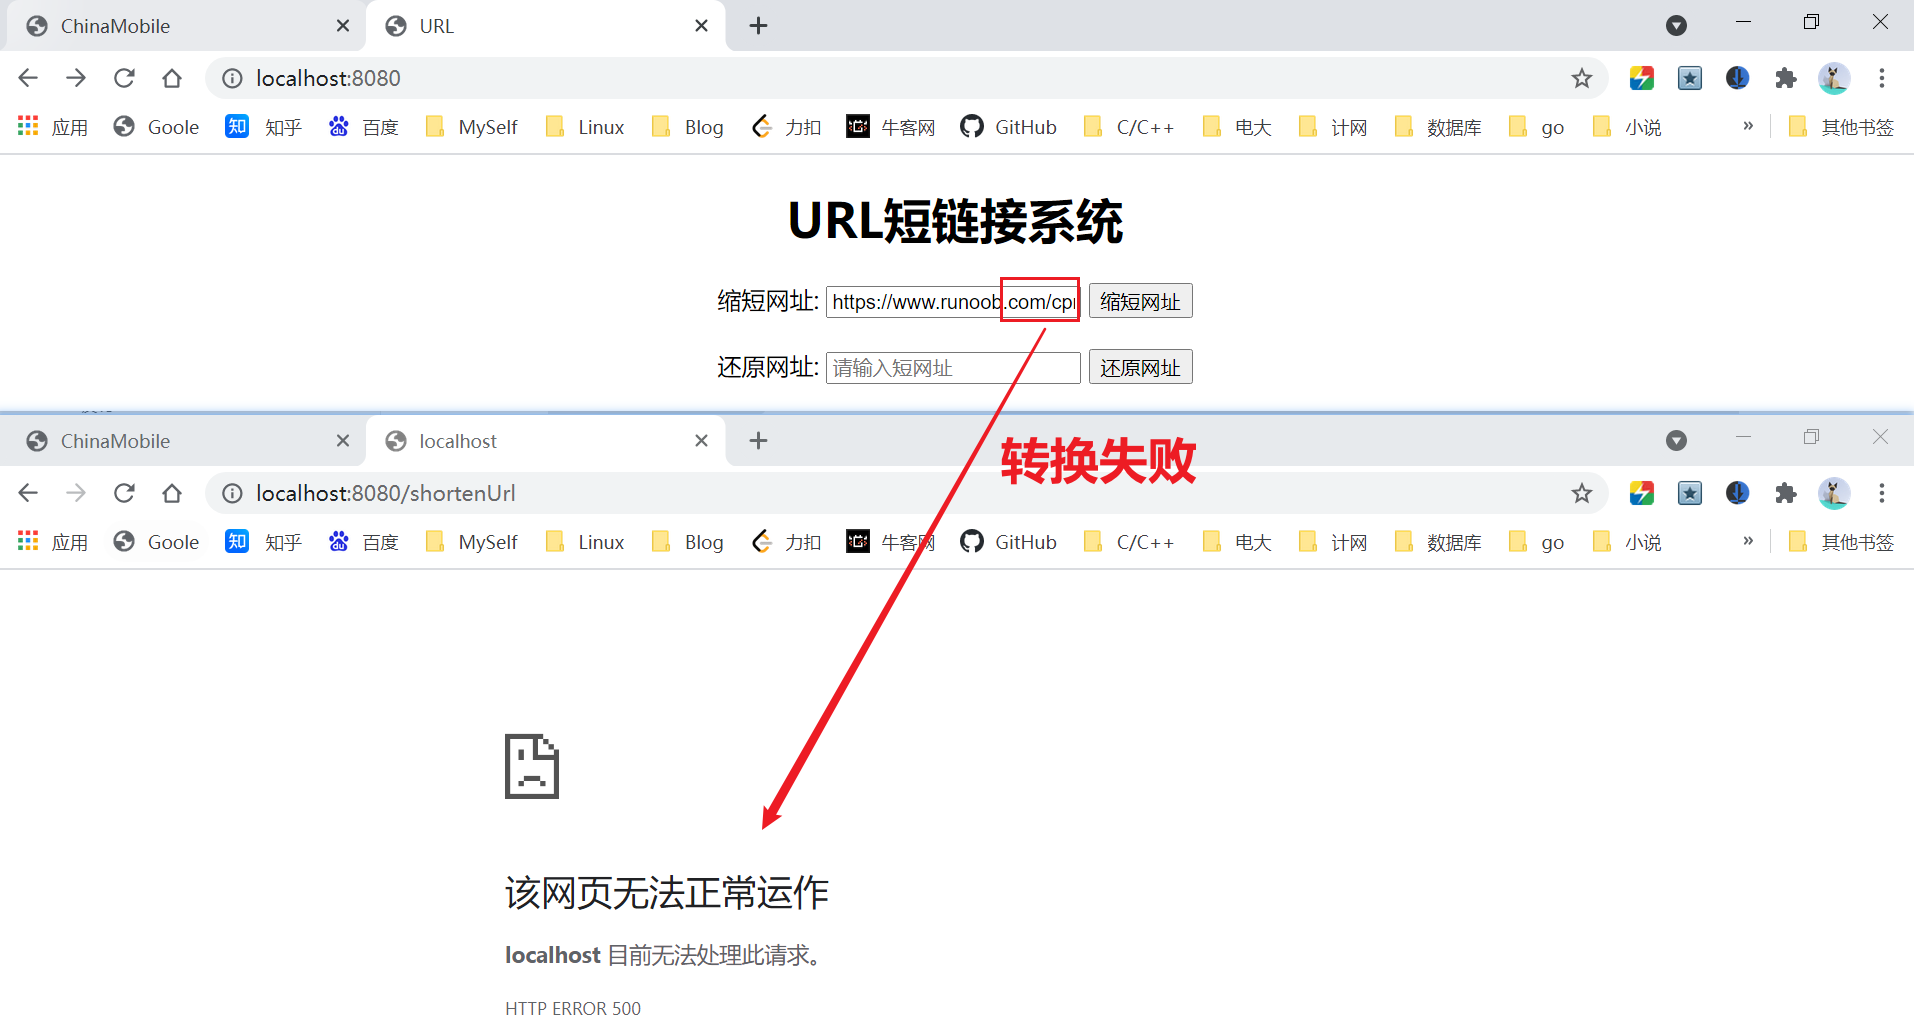 ChinaMobile
URL
localhost:8080
应用 Goole 知乎 百度 MySelf Linux Blog 力扣 牛客网 GitHub C/C++ 电大 计网 数据库 go 小说 » 其他书签
URL短链接系统
缩短网址: https://www.runoob.com/cp 缩短网址
还原网址: 请输入短网址 还原网址
ChinaMobile
localhost
转换失败
localhost:8080/shortenUrl
应用 Goole 知乎 百度 MySelf Linux Blog 力扣 牛客网 GitHub C/C++ 电大 计网 数据库 go 小说 » 其他书签
该网页无法正常运作
localhost 目前无法处理此请求。
HTTP ERROR 500